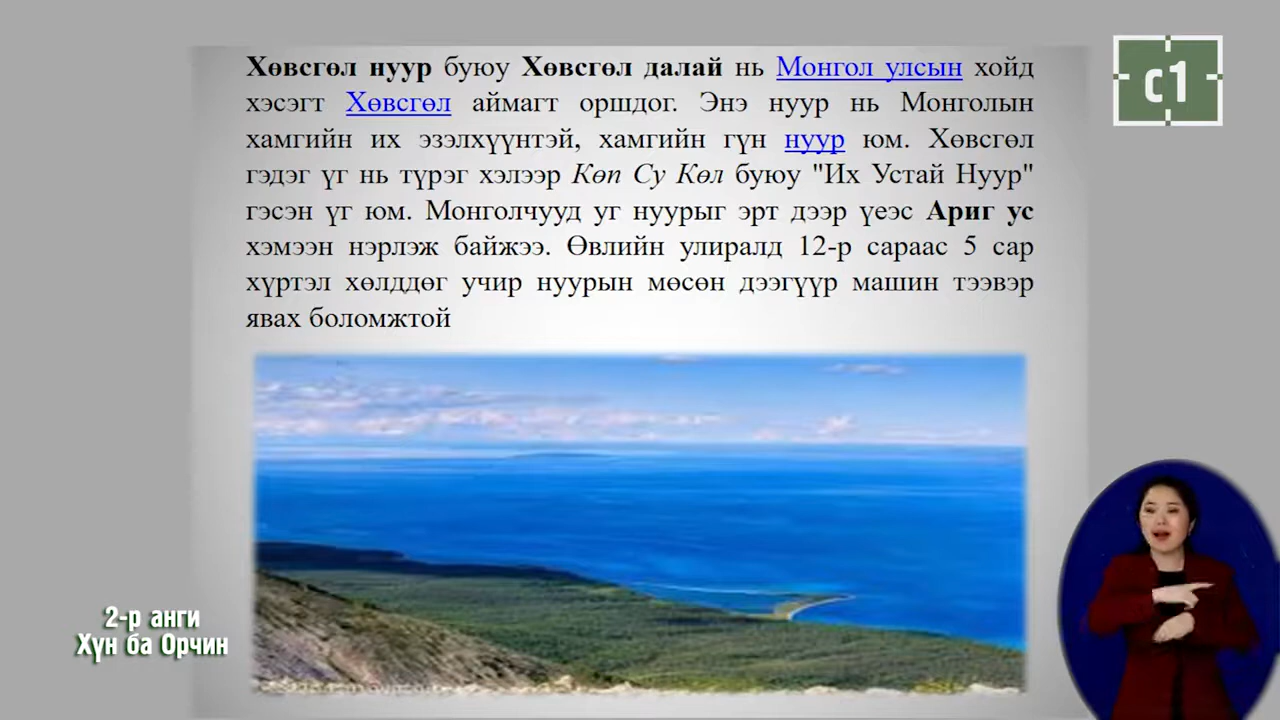 Хөвсгөл нуур буюу Хөвсгөл далай нь Монгол улсын хойд
хэсэгт Хөвсгөл аймагт оршдог. Энэ нуур нь Монголын
хамгийн их эзэлхүүнтэй, хамгийн гүн нуур юм. Хөвсгөл
гэдэг үг нь түрэг хэлээр Көп Су Көл буюу "Их Устай Нуур"
гэсэн үг юм. Монголчууд уг нуурыг эрт дээр үеэс Ариг ус
хэмээн нэрлэж байжээ. Өвлийн улиралд 12-р сараас 5 сар
хүртэл хөлддөг учир нуурын мөсөн дээгүүр машин тээвэр
явах боломжтой
c1
2-р анги
Хүн ба Орчин